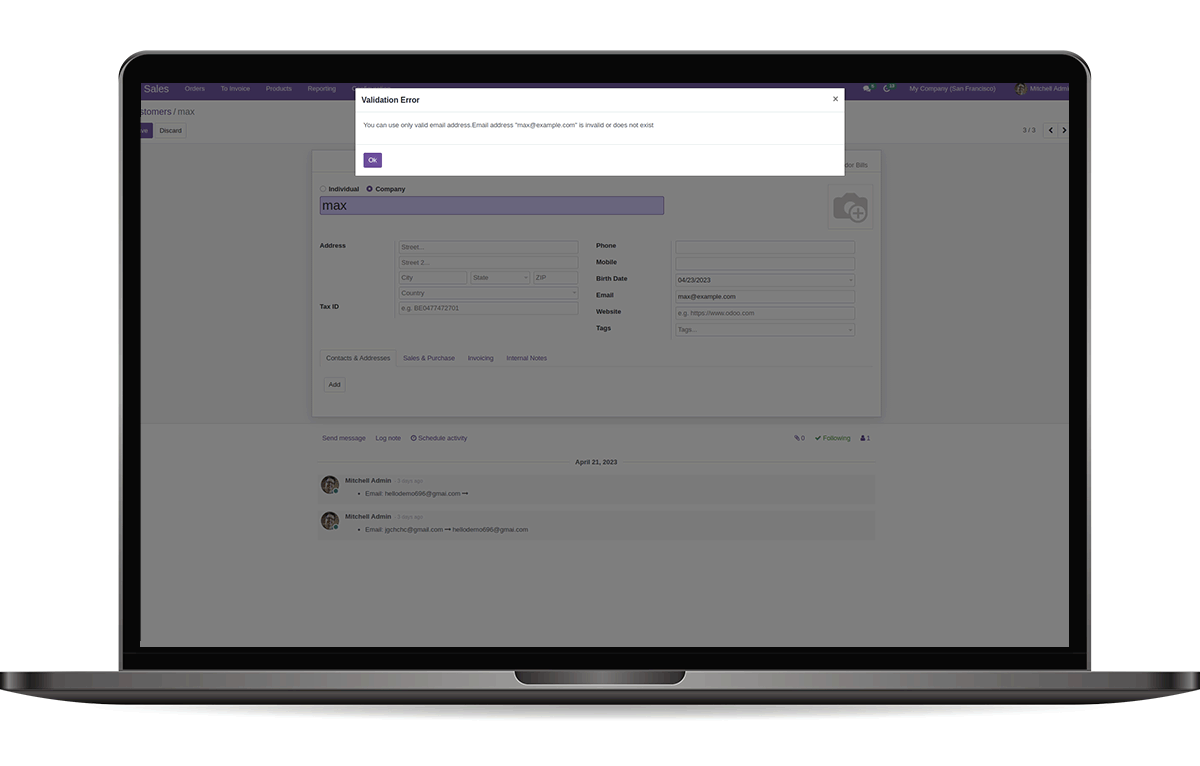 Sales Orders To Invoice Products Reporting My Company (San Francisco) Mitchell Admi
stomers / max
ve Discard 3 / 3
Validation Error ×
You can use only valid email address.Email address "max@example.com" is invalid or does not exist
Ok
dor Bills
Individual Company
max
Address Street... Phone
Street 2... Mobile
City State ZIP Birth Date 04/23/2023
Country Email max@example.com
Tax ID e.g. BE0477472701 Website e.g. https://www.odoo.com
Tags Tags...
Contacts & Addresses Sales & Purchase Invoicing Internal Notes
Add
Send message Log note Schedule activity 0 Following 1
April 21, 2023
Mitchell Admin - 3 days ago
• Email: hellodemo696@gmai.com ➞
Mitchell Admin - 3 days ago
• Email: jgchchc@gmail.com ➞ hellodemo696@gmai.com